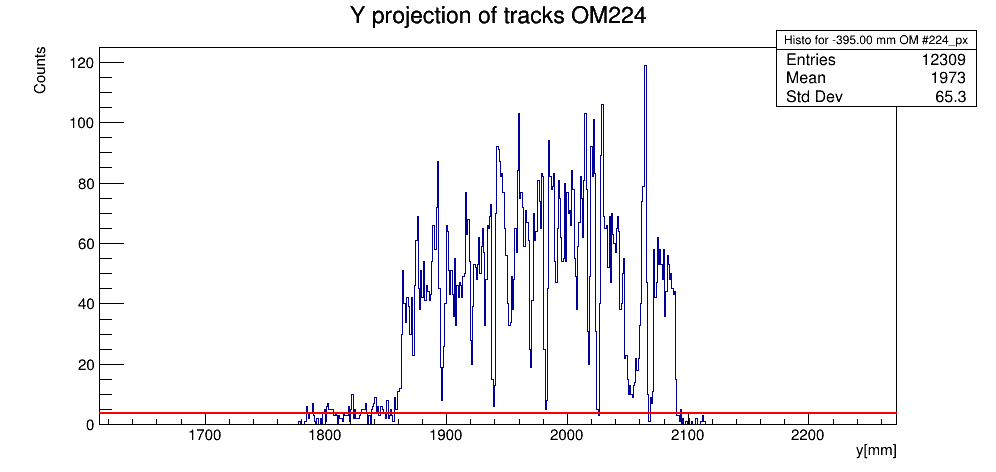 Y projection of tracks OM224
Histo for -395.00 mm OM #224_px
Entries 12309
Mean 1973
Std Dev 65.3
Counts
120
100
80
60
40
20
0
1700 1800 1900 2000 2100 2200
y[mm]